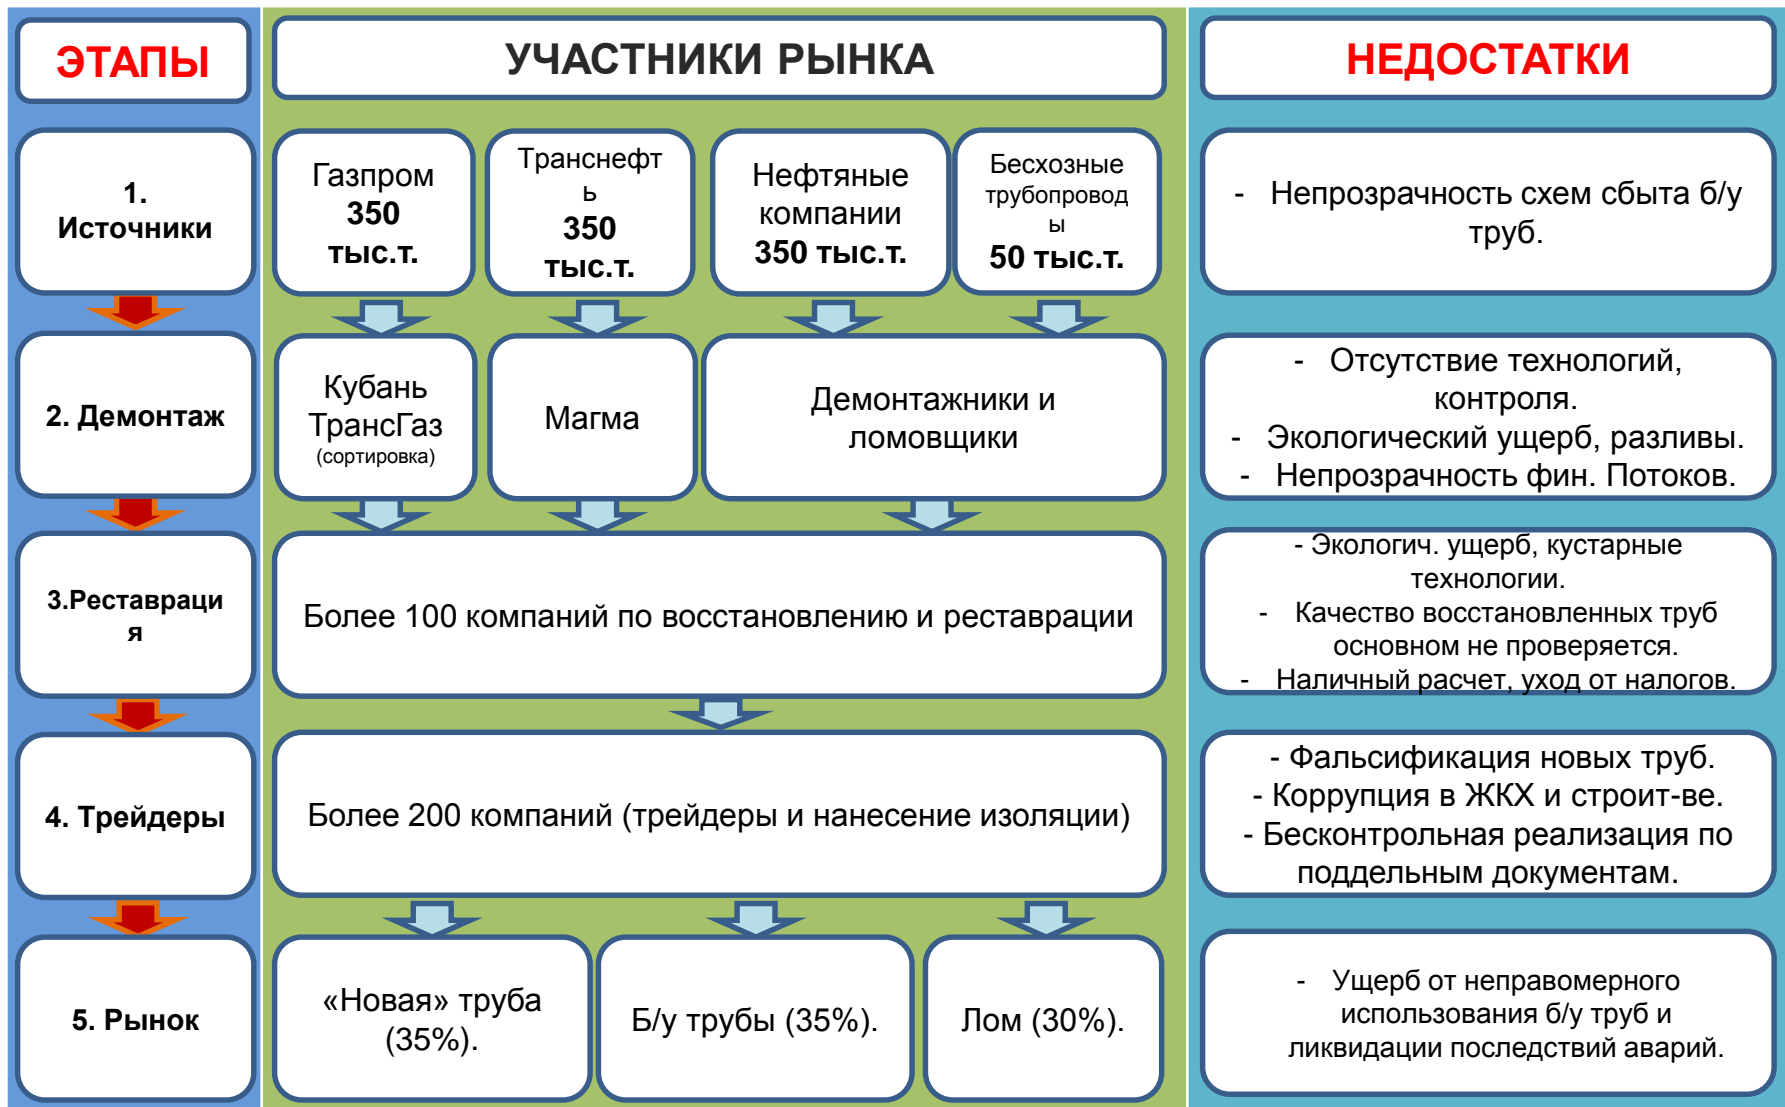 ЭТАПЫ
УЧАСТНИКИ РЫНКА
НЕДОСТАТКИ
1.
Источники
Газпром
350
тыс.т.
Транснефт
ь
350
тыс.т.
Нефтяные
компании
350 тыс.т.
Бесхозные
трубопровод
ы
50 тыс.т.
- Непрозрачность схем сбыта б/у
труб.
2. Демонтаж
Кубань
ТрансГаз
(сортировка)
Магма
Демонтажники и
ломовщики
- Отсутствие технологий,
контроля.
- Экологический ущерб, разливы.
- Непрозрачность фин. Потоков.
3.Реставраци
я
Более 100 компаний по восстановлению и реставрации
- Экологич. ущерб, кустарные
технологии.
- Качество восстановленных труб
основном не проверяется.
- Наличный расчет, уход от налогов.
4. Трейдеры
Более 200 компаний (трейдеры и нанесение изоляции)
- Фальсификация новых труб.
- Коррупция в ЖКХ и строит-ве.
- Бесконтрольная реализация по
поддельным документам.
5. Рынок
«Новая» труба
(35%).
Б/у трубы (35%).
Лом (30%).
- Ущерб от неправомерного
использования б/у труб и
ликвидации последствий аварий.